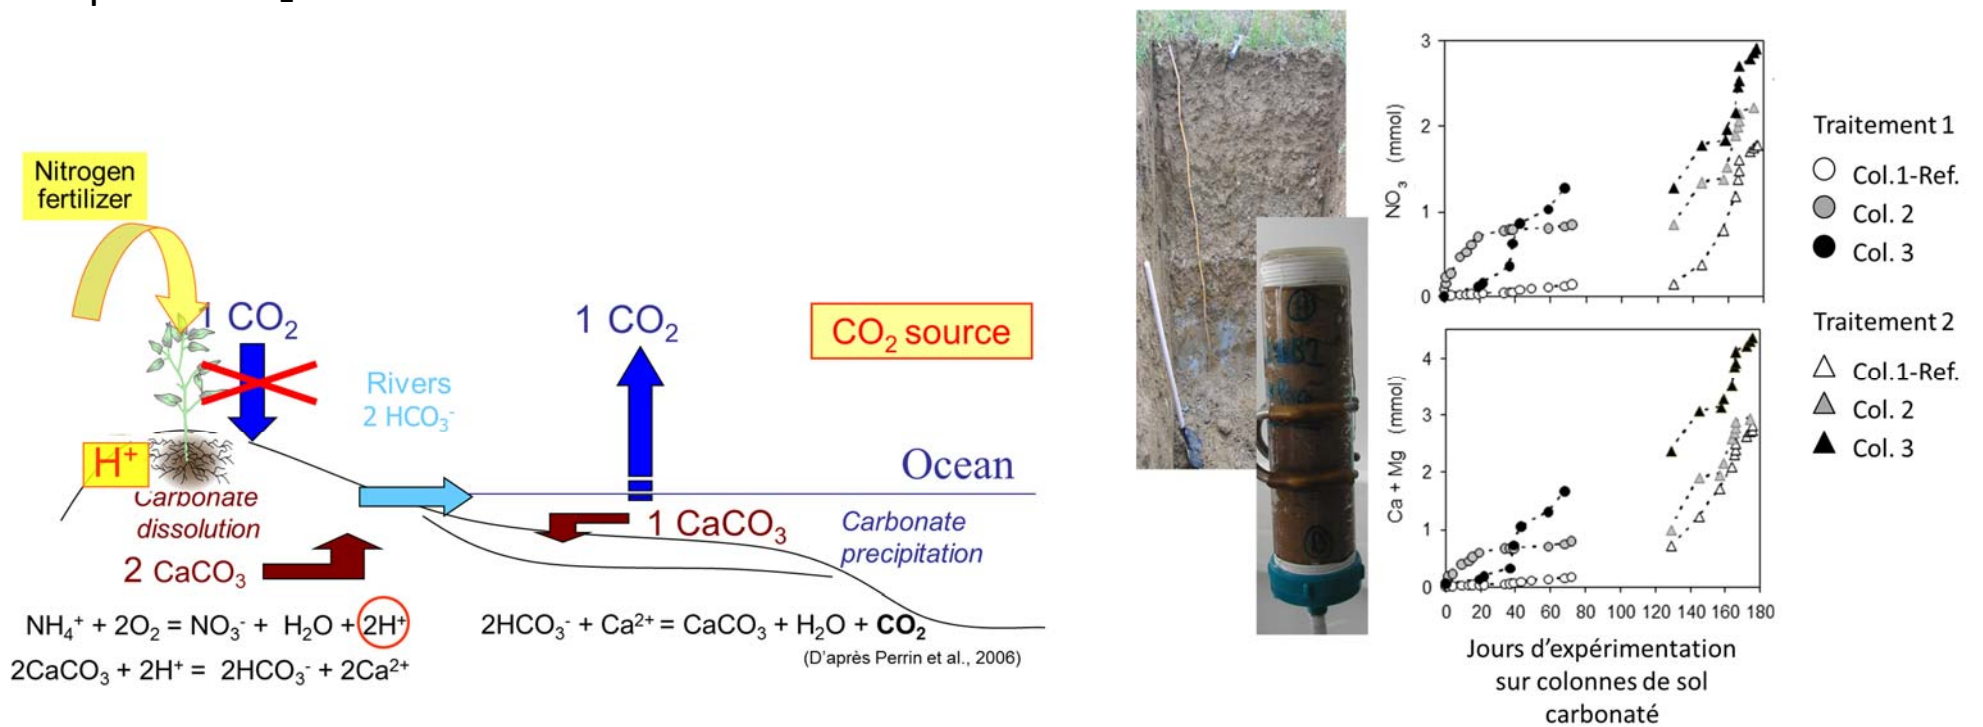 Nitrogen
fertilizer
1 CO₂
1 CO₂
CO₂ source
Rivers
2 HCO₃⁻
H⁺
Ocean
Carbonate
dissolution
1 CaCO₃
Carbonate
precipitation
2 CaCO₃
NH₄⁺ + 2O₂ = NO₃⁻ + H₂O + 2H⁺
2CaCO₃ + 2H⁺ = 2HCO₃⁻ + 2Ca²⁺
2HCO₃⁻ + Ca²⁺ = CaCO₃ + H₂O + CO₂
(D'après Perrin et al., 2006)
NO₃ (mmol)
3
2
1
0
Ca + Mg (mmol)
4
3
2
1
0
0 20 40 60 80 100 120 140 160 180
Jours d'expérimentation
sur colonnes de sol
carbonaté
Traitement 1
Col.1-Ref.
Col. 2
Col. 3
Traitement 2
Col.1-Ref.
Col. 2
Col. 3